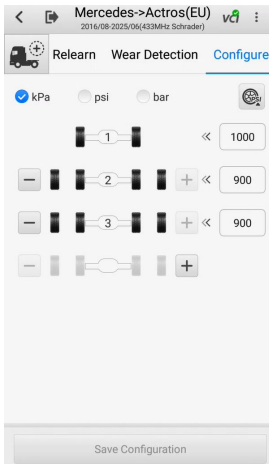 Mercedes->Actros(EU)
2016/08-2025/06(433MHz Schrader)
VCI
Relearn Wear Detection Configure
kPa psi bar
PSI
1 « 1000
− 2 + « 900
− 3 + « 900
− +
Save Configuration